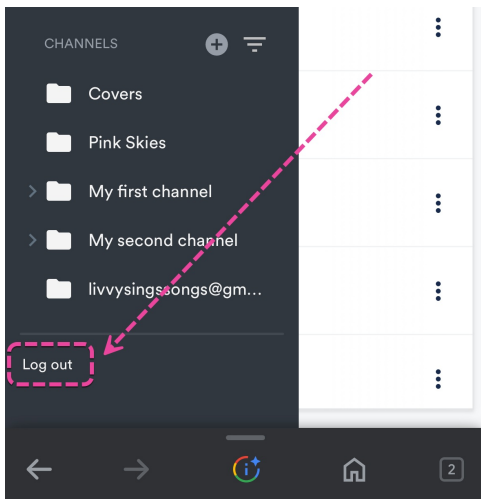 CHANNELS
Covers
Pink Skies
My first channel
My second channel
livvysingssongs@gm...
Log out
2